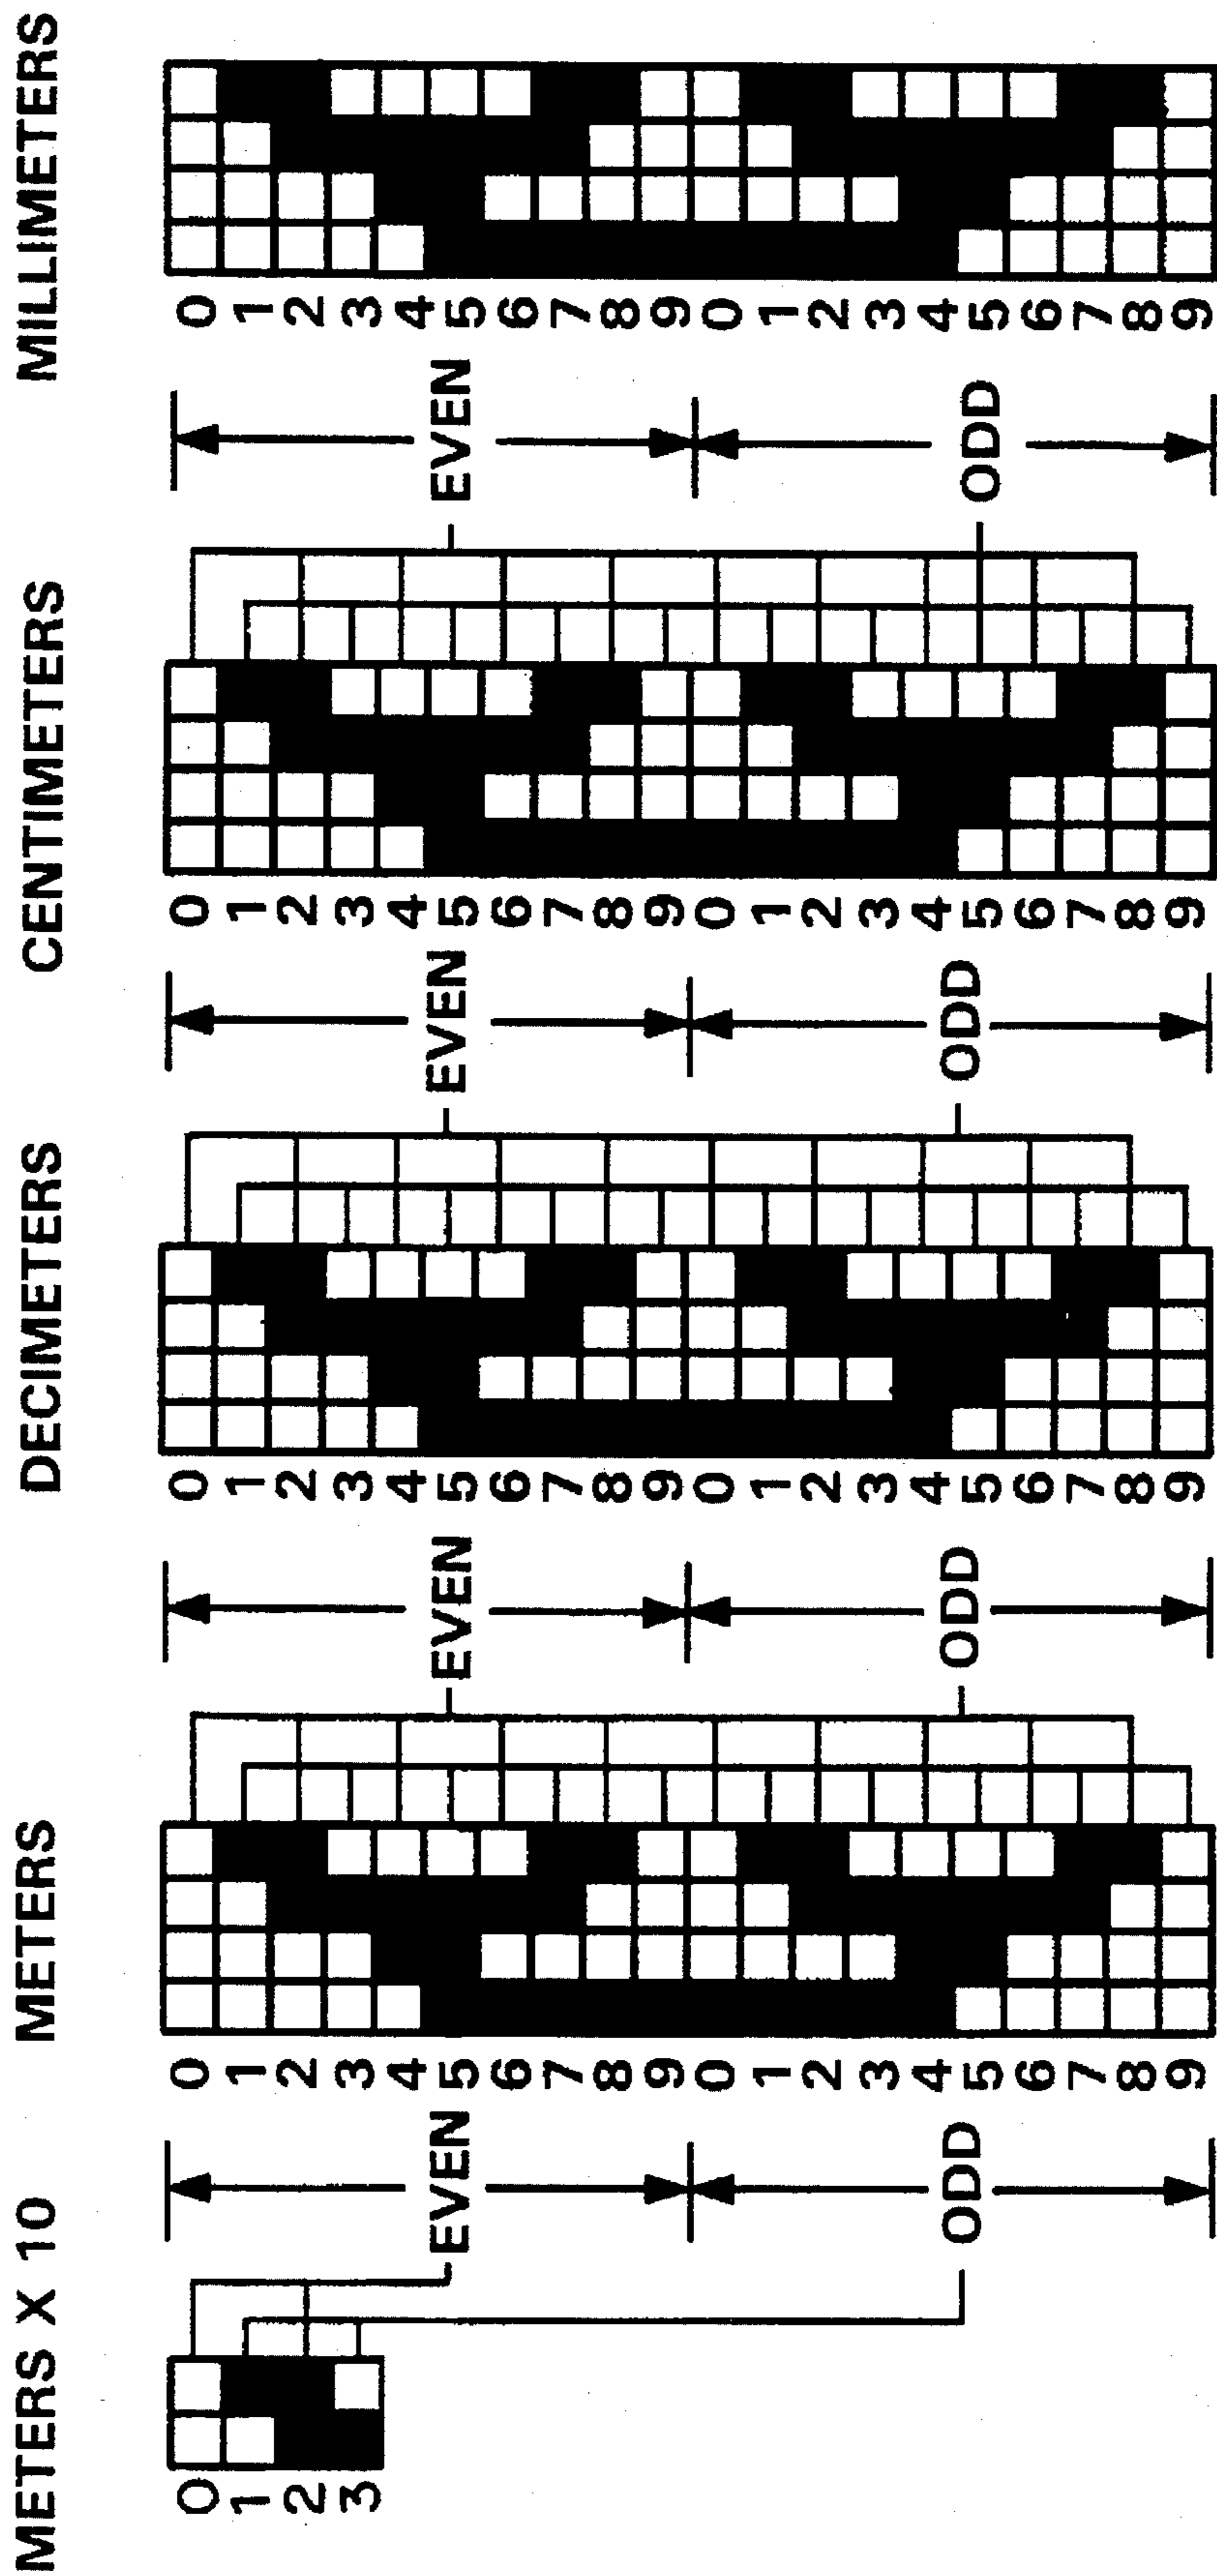 METERS X 10 METERS DECIMETERS CENTIMETERS MILLIMETERS
0 0 0 0 0
1 1 1 1 1
2 2 2 2 2
3 3 3 3 3
4 4 4 4
EVEN 5 EVEN 5 EVEN 5 EVEN 5
6 6 6 6
7 7 7 7
8 8 8 8
9 9 9 9
0 0 0 0
1 1 1 1
2 2 2 2
3 3 3 3
4 4 4 4
ODD 5 ODD 5 ODD 5 ODD 5
6 6 6 6
7 7 7 7
8 8 8 8
9 9 9 9